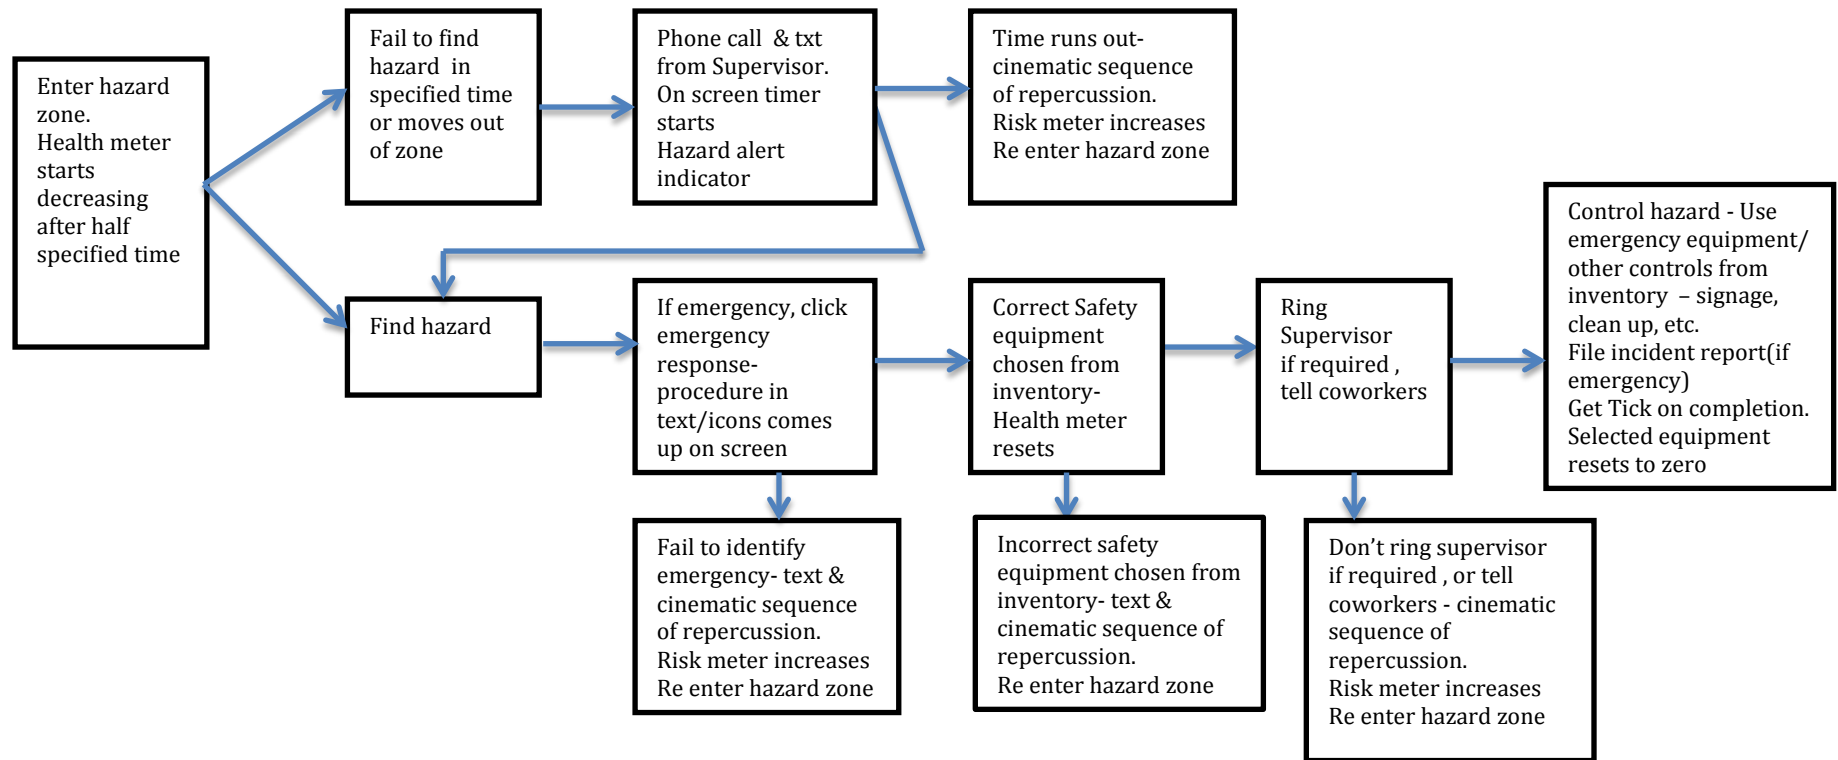 Enter hazard
zone.
Health meter
starts
decreasing
after half
specified time
Fail to find
hazard  in
specified time
or moves out
of zone
Phone call  & txt
from Supervisor.
On screen timer
starts
Hazard alert
indicator
Time runs out-
cinematic sequence
of repercussion.
Risk meter increases
Re enter hazard zone
Find hazard
If emergency, click
emergency
response-
procedure in
text/icons comes
up on screen
Correct Safety
equipment
chosen from
inventory-
Health meter
resets
Ring
Supervisor
if required ,
tell coworkers
Control hazard - Use
emergency equipment/
other controls from
inventory  – signage,
clean up, etc.
File incident report(if
emergency)
Get Tick on completion.
Selected equipment
resets to zero
Fail to identify
emergency- text &
cinematic sequence
of repercussion.
Risk meter increases
Re enter hazard zone
Incorrect safety
equipment chosen from
inventory- text &
cinematic sequence of
repercussion.
Re enter hazard zone
Don’t ring supervisor
if required , or tell
coworkers - cinematic
sequence of
repercussion.
Risk meter increases
Re enter hazard zone